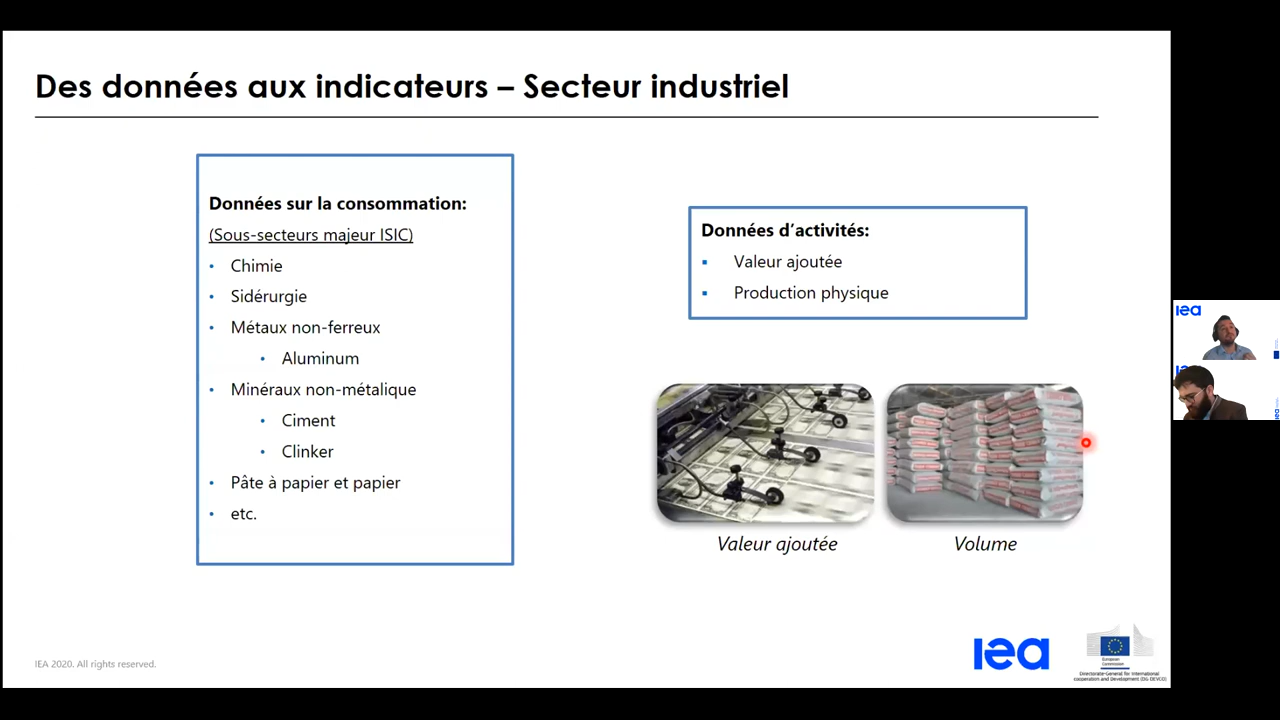 Des données aux indicateurs – Secteur industriel
Données sur la consommation:
(Sous-secteurs majeur ISIC)
• Chimie
• Sidérurgie
• Métaux non-ferreux
• Aluminum
• Minéraux non-métalique
• Ciment
• Clinker
• Pâte à papier et papier
• etc.
Données d’activités:
▪ Valeur ajoutée
▪ Production physique
Valeur ajoutée
Volume
IEA 2020. All rights reserved.
iea
European
Commission
Directorate-General for International
cooperation and Development (DG DEVCO)
iea